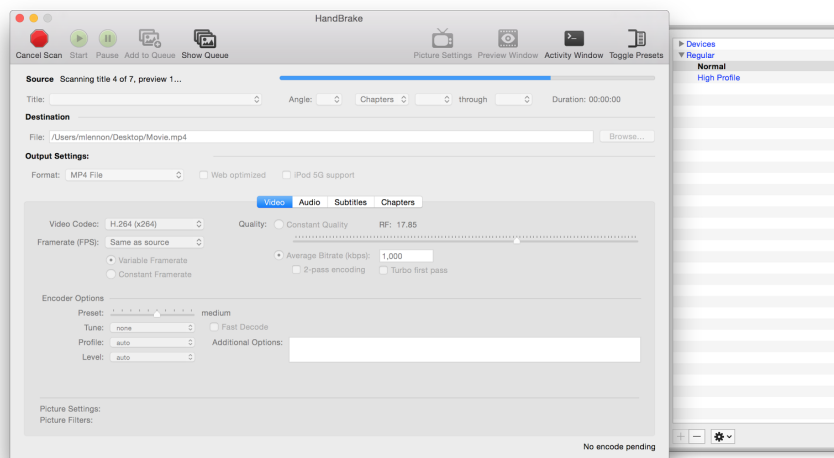 HandBrake
Cancel Scan Start Pause Add to Queue Show Queue Picture Settings Preview Window Activity Window Toggle Presets
Source Scanning title 4 of 7, preview 1...
Title: Angle: Chapters through Duration: 00:00:00
Destination
File: /Users/mlennon/Desktop/Movie.mp4 Browse...
Output Settings:
Format: MP4 File Web optimized iPod 5G support
Video Audio Subtitles Chapters
Video Codec: H.264 (x264) Quality: Constant Quality RF: 17.85
Framerate (FPS): Same as source
Variable Framerate Average Bitrate (kbps): 1,000
Constant Framerate 2-pass encoding Turbo first pass
Encoder Options
Preset: medium
Tune: none Fast Decode
Profile: auto Additional Options:
Level: auto
Picture Settings:
Picture Filters:
No encode pending
Devices
Regular
Normal
High Profile